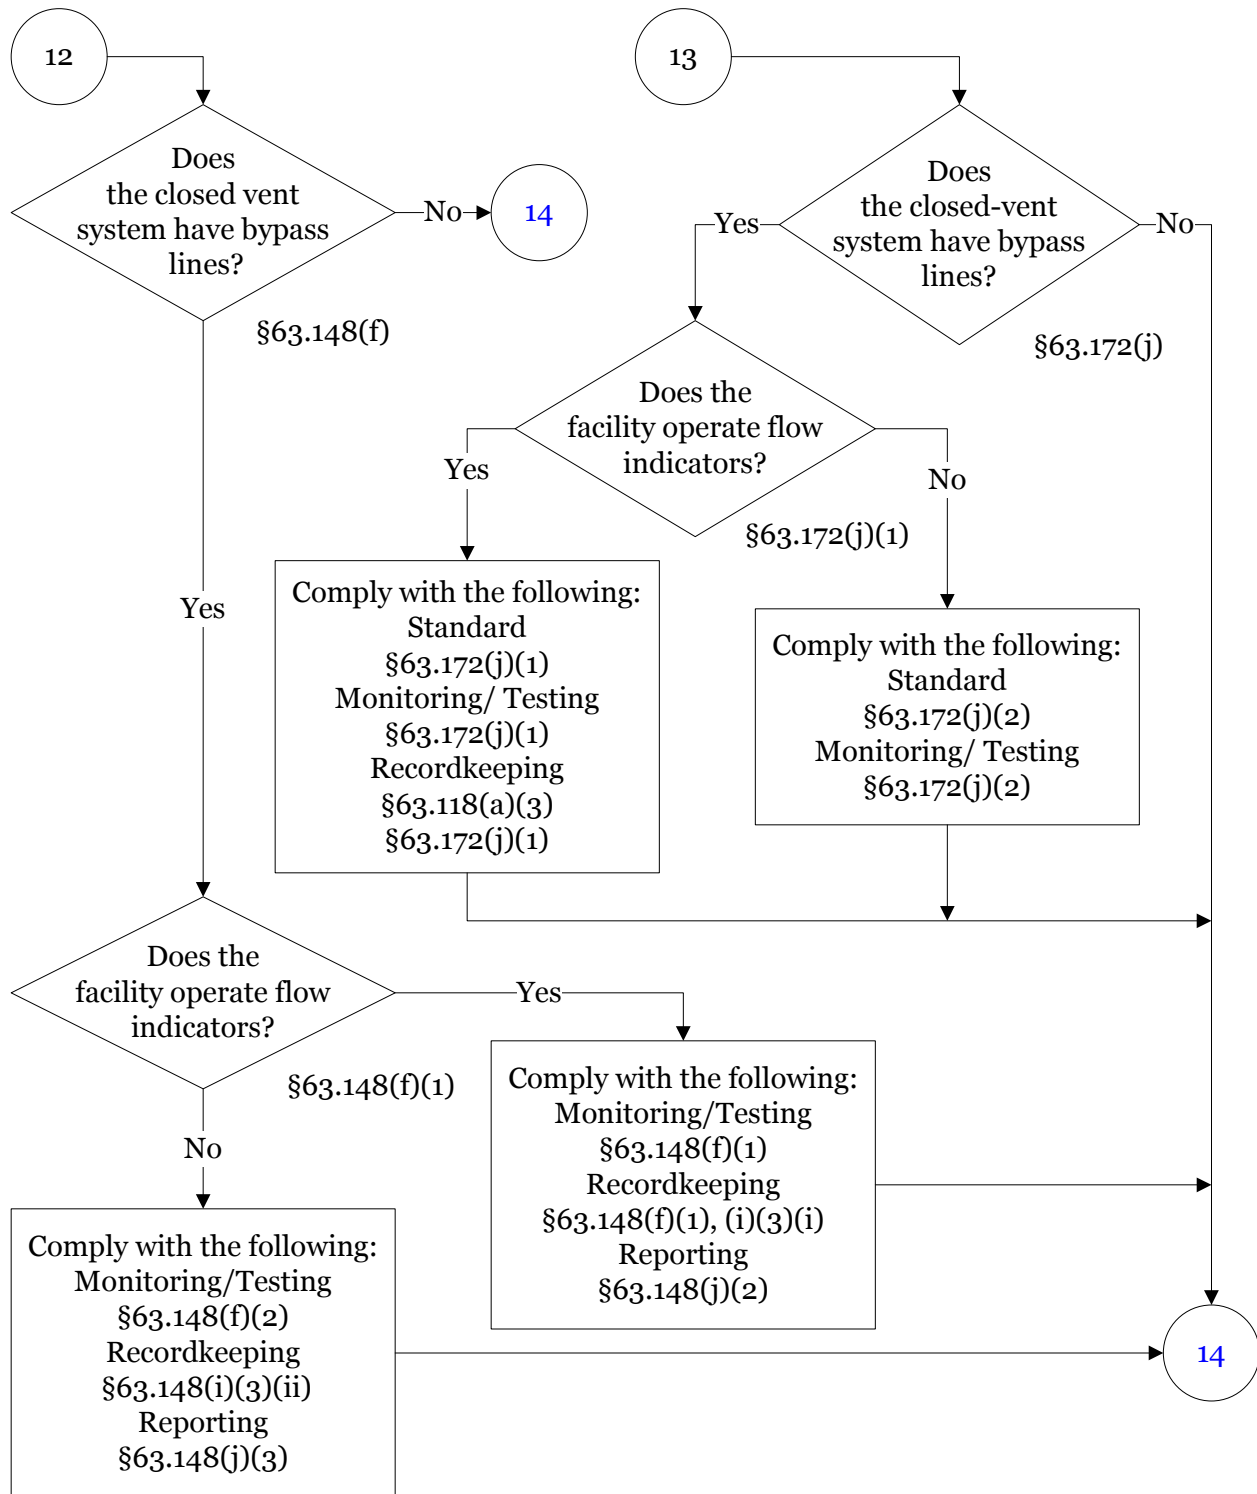 12
Does
the closed vent
system have bypass
lines?
No
14
§63.148(f)
Yes
13
Does
the closed-vent
system have bypass
lines?
Yes
No
§63.172(j)
Does the
facility operate flow
indicators?
Yes
No
§63.172(j)(1)
Comply with the following:
Standard
§63.172(j)(1)
Monitoring/ Testing
§63.172(j)(1)
Recordkeeping
§63.118(a)(3)
§63.172(j)(1)
Comply with the following:
Standard
§63.172(j)(2)
Monitoring/ Testing
§63.172(j)(2)
Does the
facility operate flow
indicators?
Yes
§63.148(f)(1)
No
Comply with the following:
Monitoring/Testing
§63.148(f)(1)
Recordkeeping
§63.148(f)(1), (i)(3)(i)
Reporting
§63.148(j)(2)
Comply with the following:
Monitoring/Testing
§63.148(f)(2)
Recordkeeping
§63.148(i)(3)(ii)
Reporting
§63.148(j)(3)
14